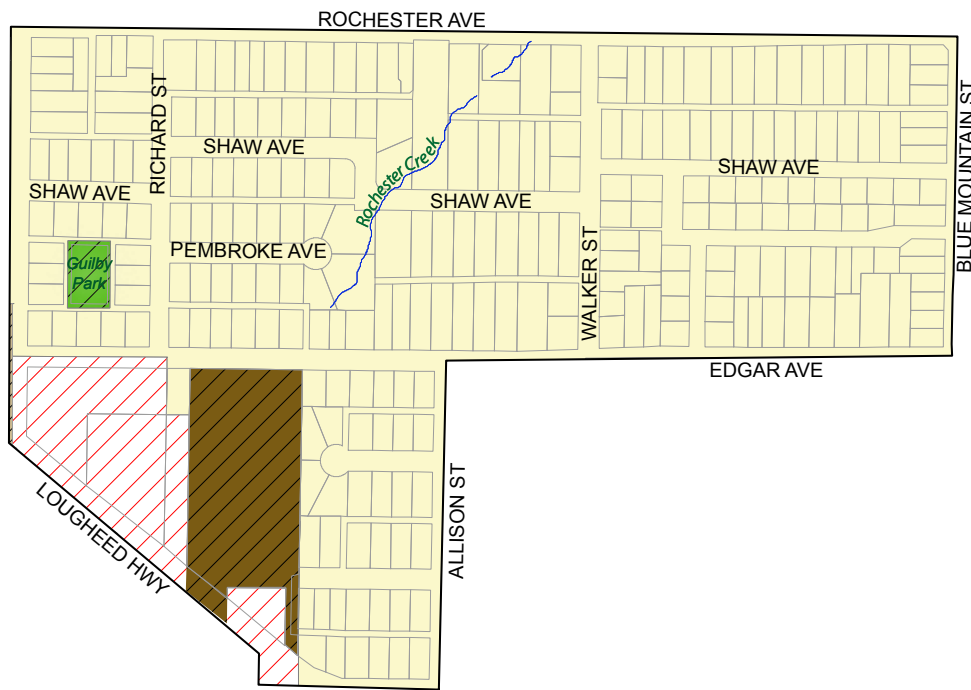 ROCHESTER AVE
RICHARD ST
BLUE MOUNTAIN ST
SHAW AVE
SHAW AVE
Rochester Creek
SHAW AVE
SHAW AVE
PEMBROKE AVE
WALKER ST
Guilby
Park
EDGAR AVE
LOUGHEED HWY
ALLISON ST